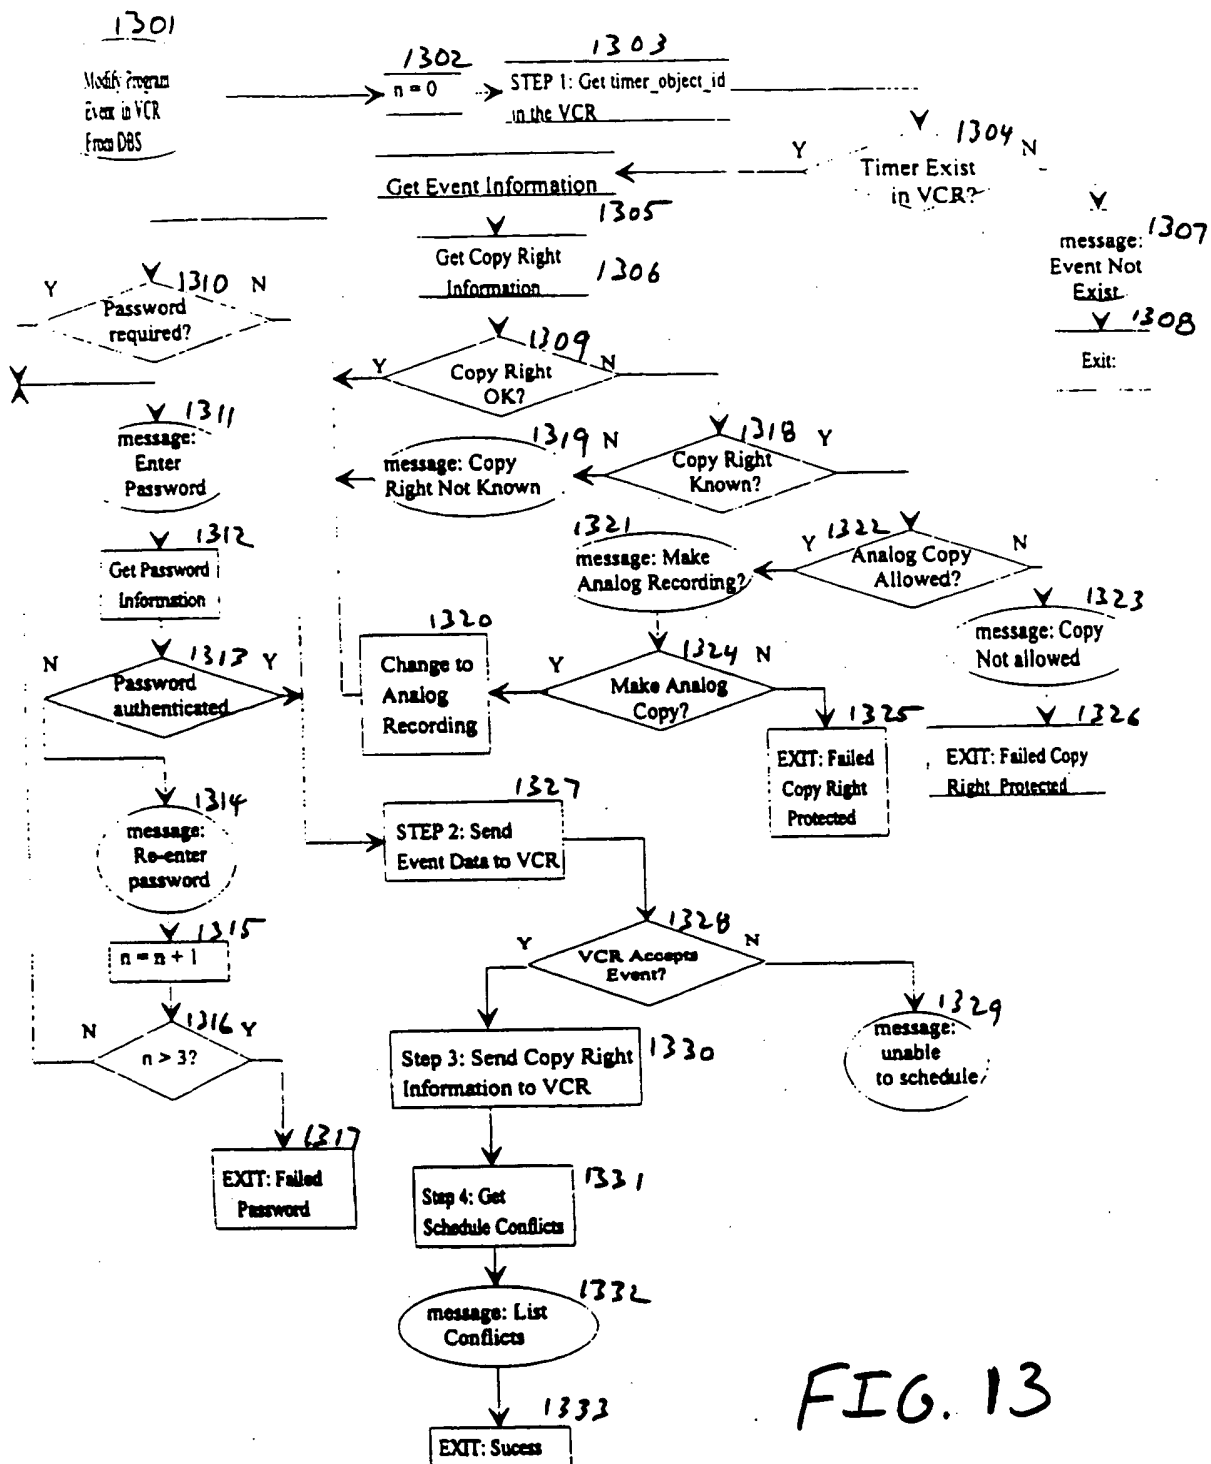 1301
Modify Program
Event in VCR
From DBS
1302
n = 0
1303
STEP 1: Get timer_object_id
in the VCR
1304
Y
N
Timer Exist
in VCR?
Get Event Information
1305
1307
message:
Event Not
Exist
1308
Exit:
Get Copy Right
Information
1306
1310
Y
N
Password
required?
1309
Y
N
Copy Right
OK?
1311
message:
Enter
Password
1319
message: Copy
Right Not Known
1318
N
Y
Copy Right
Known?
1312
Get Password
Information
1321
message: Make
Analog Recording?
1322
Y
N
Analog Copy
Allowed?
1323
message: Copy
Not allowed
1313
N
Y
Password
authenticated
1320
Change to
Analog
Recording
1324
Y
N
Make Analog
Copy?
1325
EXIT: Failed
Copy Right
Protected
1326
EXIT: Failed Copy
Right Protected
1314
message:
Re-enter
password
1327
STEP 2: Send
Event Data to VCR
1315
n = n + 1
1328
Y
N
VCR Accepts
Event?
1329
message:
unable
to schedule
1316
N
Y
n > 3?
Step 3: Send Copy Right
Information to VCR
1330
1317
EXIT: Failed
Password
Step 4: Get
Schedule Conflicts
1331
1332
message: List
Conflicts
1333
EXIT: Sucess
FIG. 13